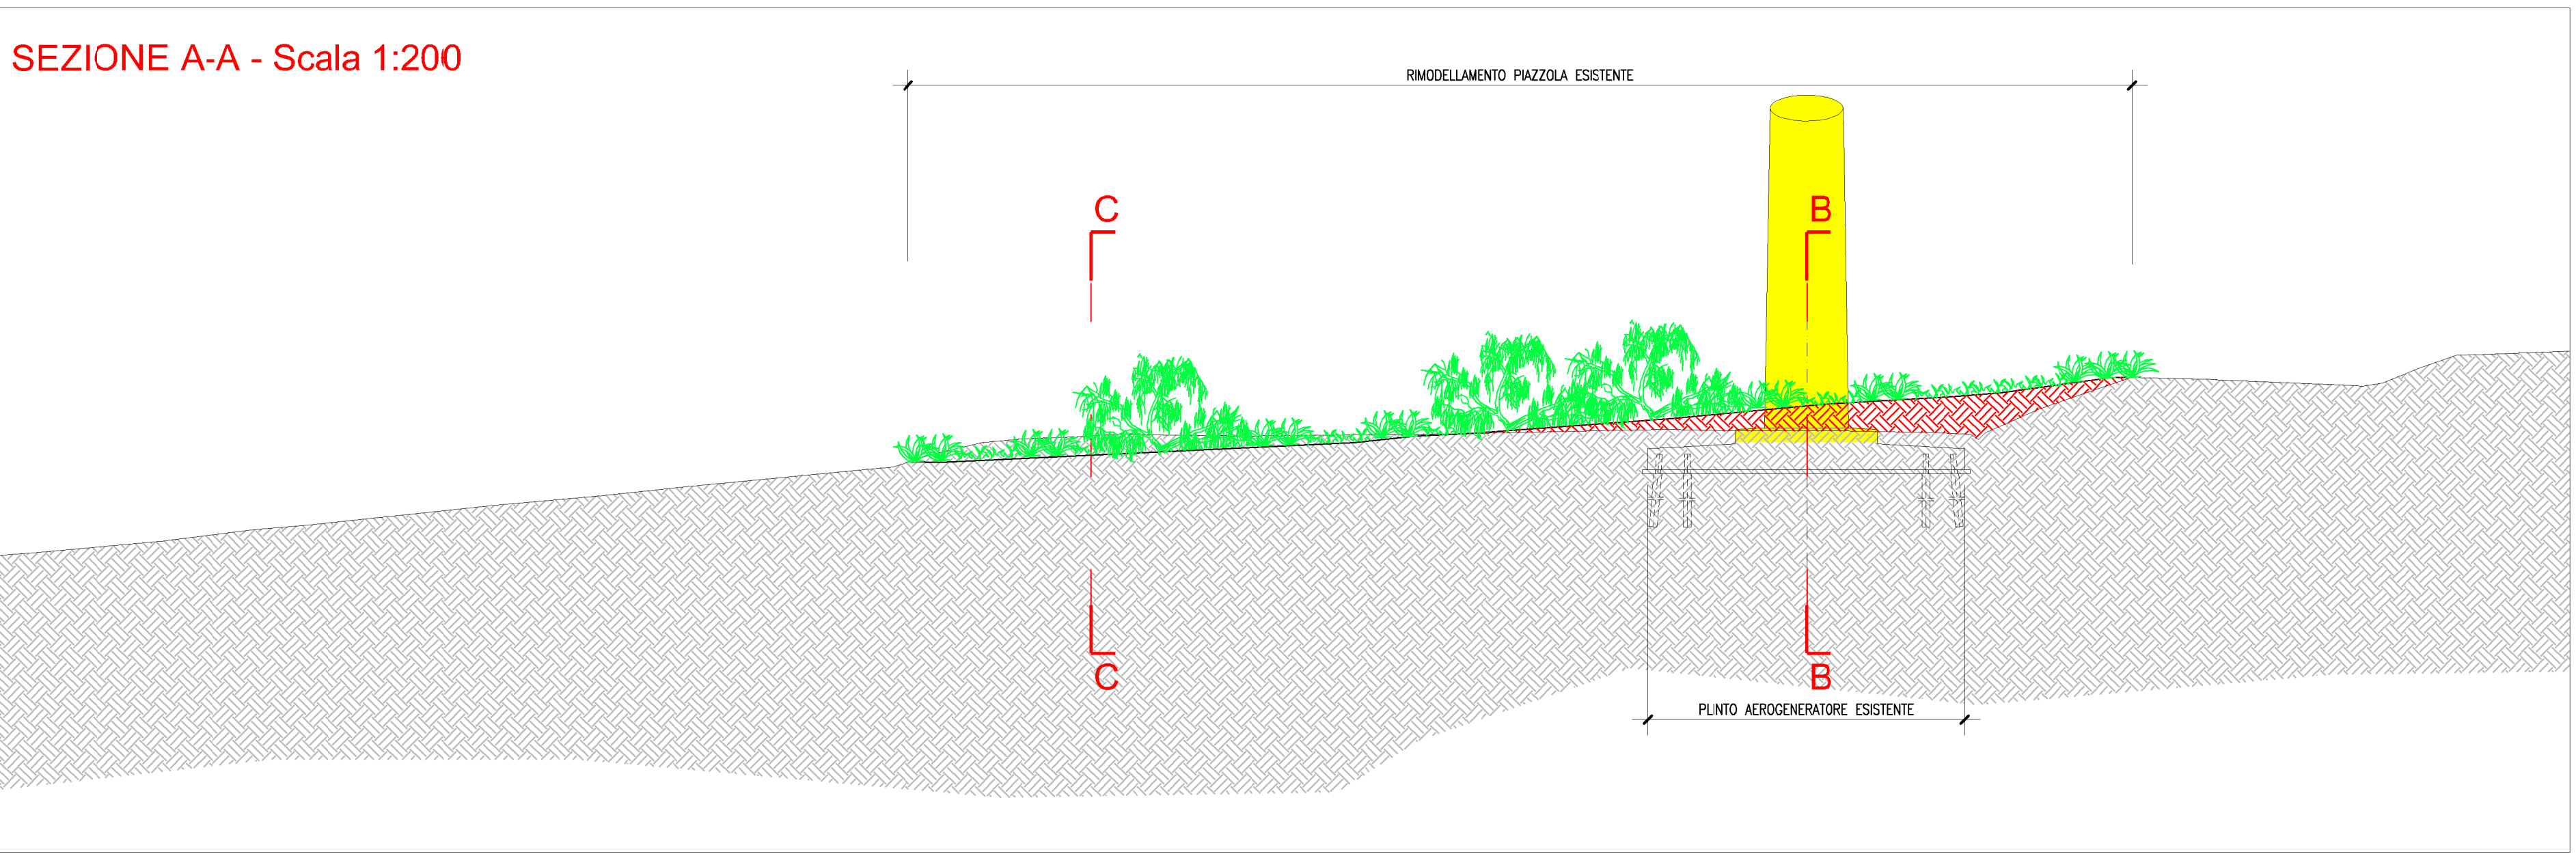 SEZIONE A-A - Scala 1:200
RIMODELLAMENTO PIAZZOLA ESISTENTE
C
B
C
B
PLINTO AEROGENERATORE ESISTENTE